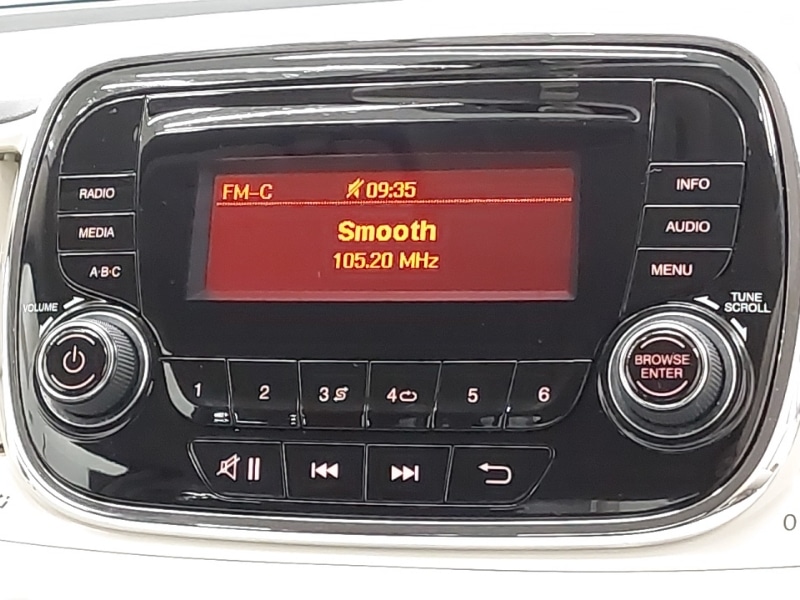 FM-C 09:35
Smooth
105.20 MHz
RADIO
MEDIA
A·B·C
VOLUME
INFO
AUDIO
MENU
TUNE
SCROLL
BROWSE
ENTER
1 2 3 4 5 6
O